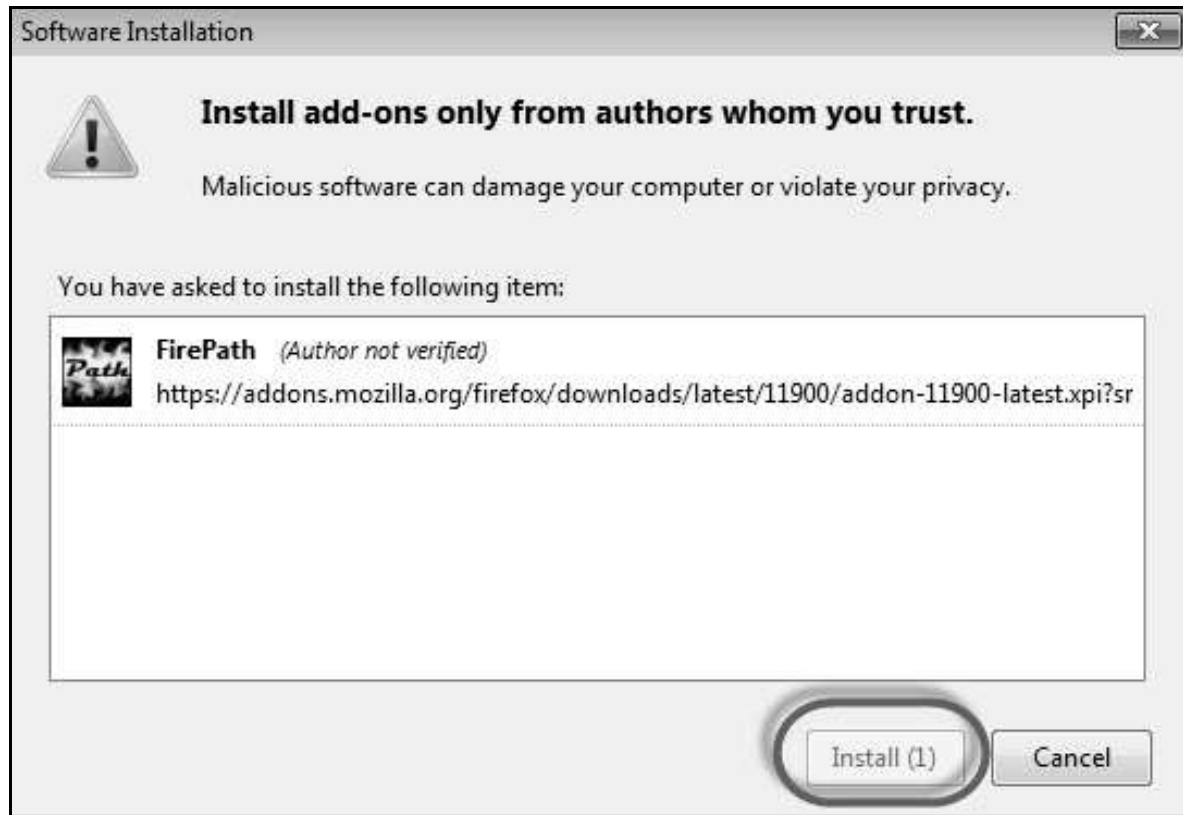 Software Installation
Install add-ons only from authors whom you trust.
Malicious software can damage your computer or violate your privacy.
You have asked to install the following item:
Path
FirePath (Author not verified)
https://addons.mozilla.org/firefox/downloads/latest/11900/addon-11900-latest.xpi?sr
Install (1)
Cancel